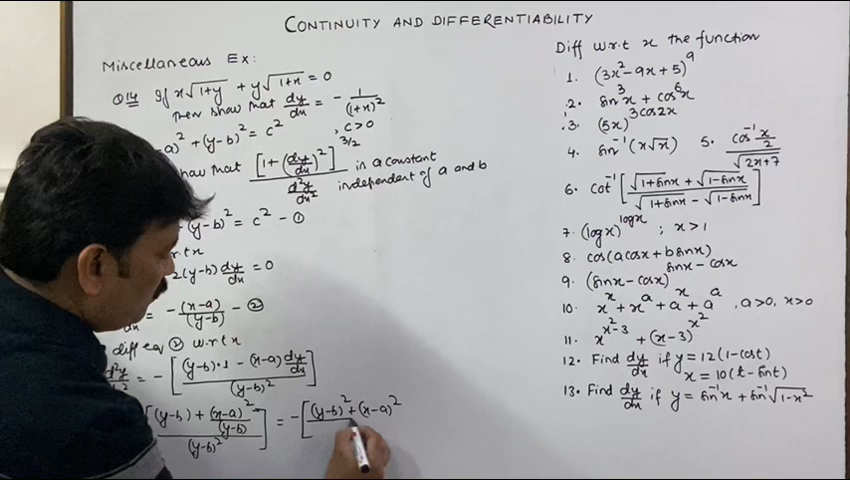 CONTINUITY AND DIFFERENTIABILITY
Miscellaneous Ex:
Q14 If x√(1+y) + y√(1+x) = 0
Then show that dy/dx = - 1/(1+x)²
-a)² + (y-b)² = c² , c>0
how that [1 + (dy/dx)²]^(3/2) / (d²y/dx²) is a constant independent of a and b
(y-b)² = c² - ①
w.r.t x
2(y-b) dy/dx = 0
dx = - (x-a)/(y-b) - ②
diff eq ② w.r.t x
d²y/dx² = - [((y-b)·1 - (x-a) dy/dx) / (y-b)²]
[((y-b) + (x-a)²/(y-b)) / (y-b)²] = - [(y-b)² + (x-a)²
Diff w.r.t x the function
1. (3x² - 9x + 5)⁹
2. sin³x + cos⁶x
3. (5x)^(3cos2x)
4. sin⁻¹(x√x) 5. cos⁻¹(x/2) / √(2x+7)
6. cot⁻¹[(√(1+sinx) + √(1-sinx)) / (√(1+sinx) - √(1-sinx))]
7. (logx)^(logx) ; x>1
8. cos(acosx + bsinx)
9. (sinx - cosx)^(sinx - cosx)
10. x^x + x^a + a^x + a^a , a>0, x>0
11. x^(x²-3) + (x-3)^(x²)
12. Find dy/dx if y = 12(1-cost)
x = 10(t - sint)
13. Find dy/dx if y = sin⁻¹x + sin⁻¹√(1-x²)